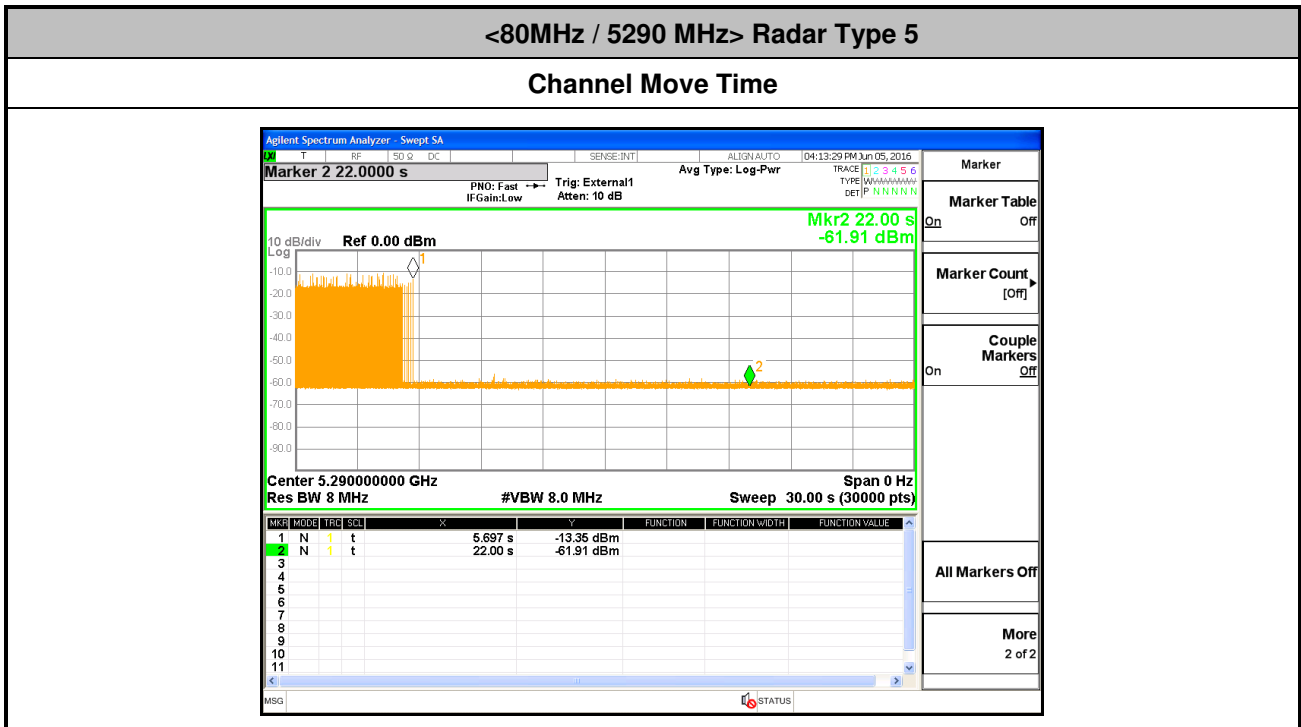 <80MHz / 5290 MHz> Radar Type 5
Channel Move Time
Agilent Spectrum Analyzer - Swept SA
LXI T RF 50 Ω DC SENSE:INT ALIGN AUTO 04:13:29 PM Jun 05, 2016
Marker 2 22.0000 s
PNO: Fast
IFGain:Low
Trig: External1
Atten: 10 dB
Avg Type: Log-Pwr
TRACE 1 2 3 4 5 6
TYPE WWWWWWW
DET P N N N N N
Mkr2 22.00 s
-61.91 dBm
10 dB/div
Log
Ref 0.00 dBm
-10.0
-20.0
-30.0
-40.0
-50.0
-60.0
-70.0
-80.0
-90.0
1
2
Center 5.290000000 GHz Span 0 Hz
Res BW 8 MHz #VBW 8.0 MHz Sweep 30.00 s (30000 pts)
MKR MODE TRC SCL X Y FUNCTION FUNCTION WIDTH FUNCTION VALUE
1 N 1 t 5.697 s -13.35 dBm
2 N 1 t 22.00 s -61.91 dBm
3
4
5
6
7
8
9
10
11
MSG STATUS
Marker
Marker Table
On Off
Marker Count
[Off]
Couple
Markers
On Off
All Markers Off
More
2 of 2